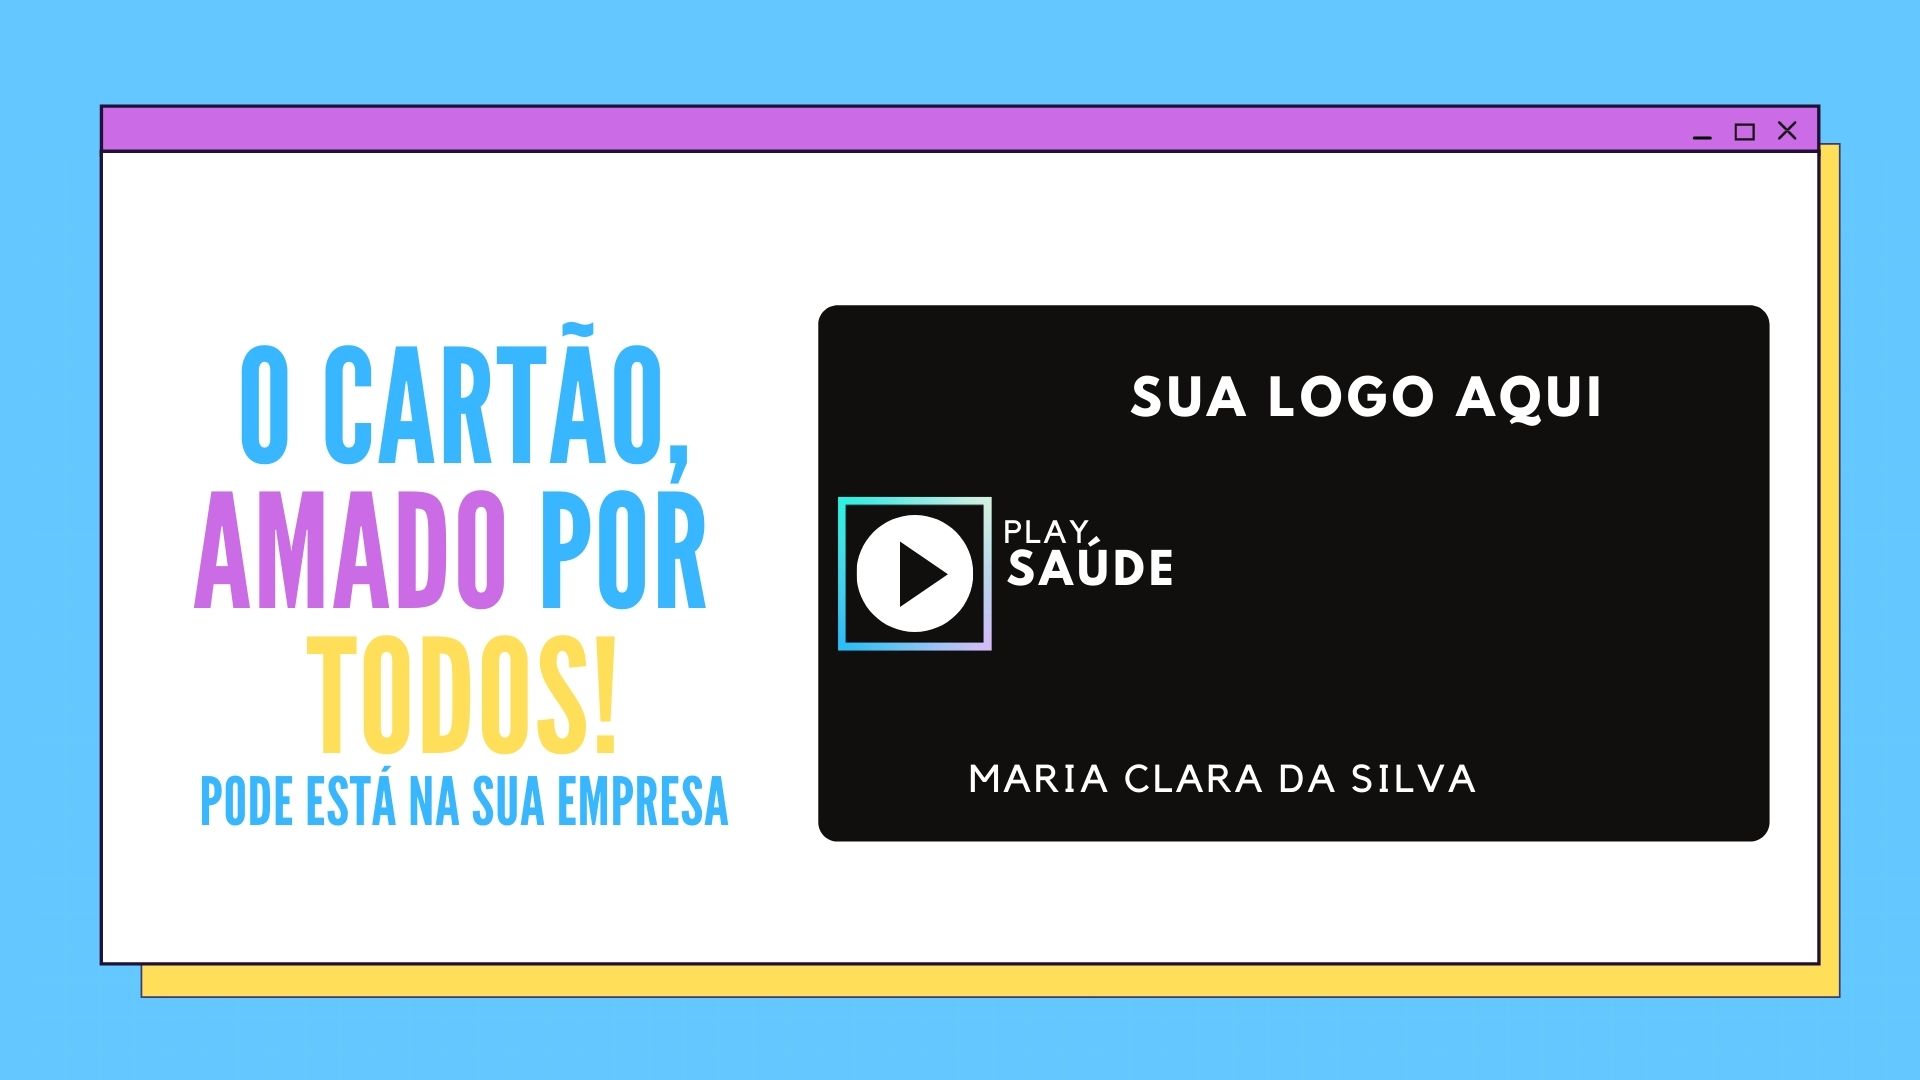 O CARTÃO,
AMADO POR
TODOS!
PODE ESTÁ NA SUA EMPRESA
SUA LOGO AQUI
PLAY
SAÚDE
MARIA CLARA DA SILVA